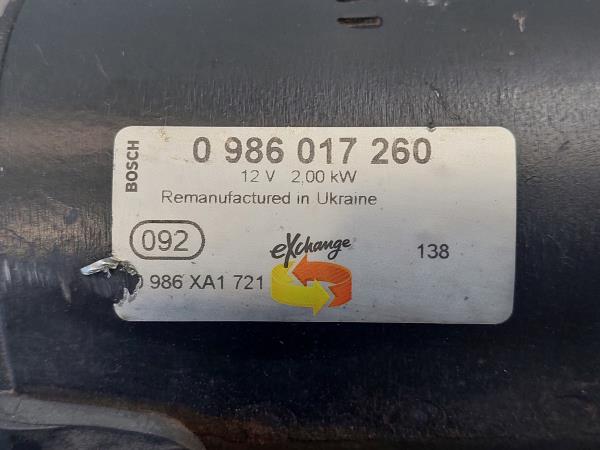 BOSCH
0 986 017 260
12 V 2,00 kW
Remanufactured in Ukraine
092
eXchange
138
0 986 XA1 721